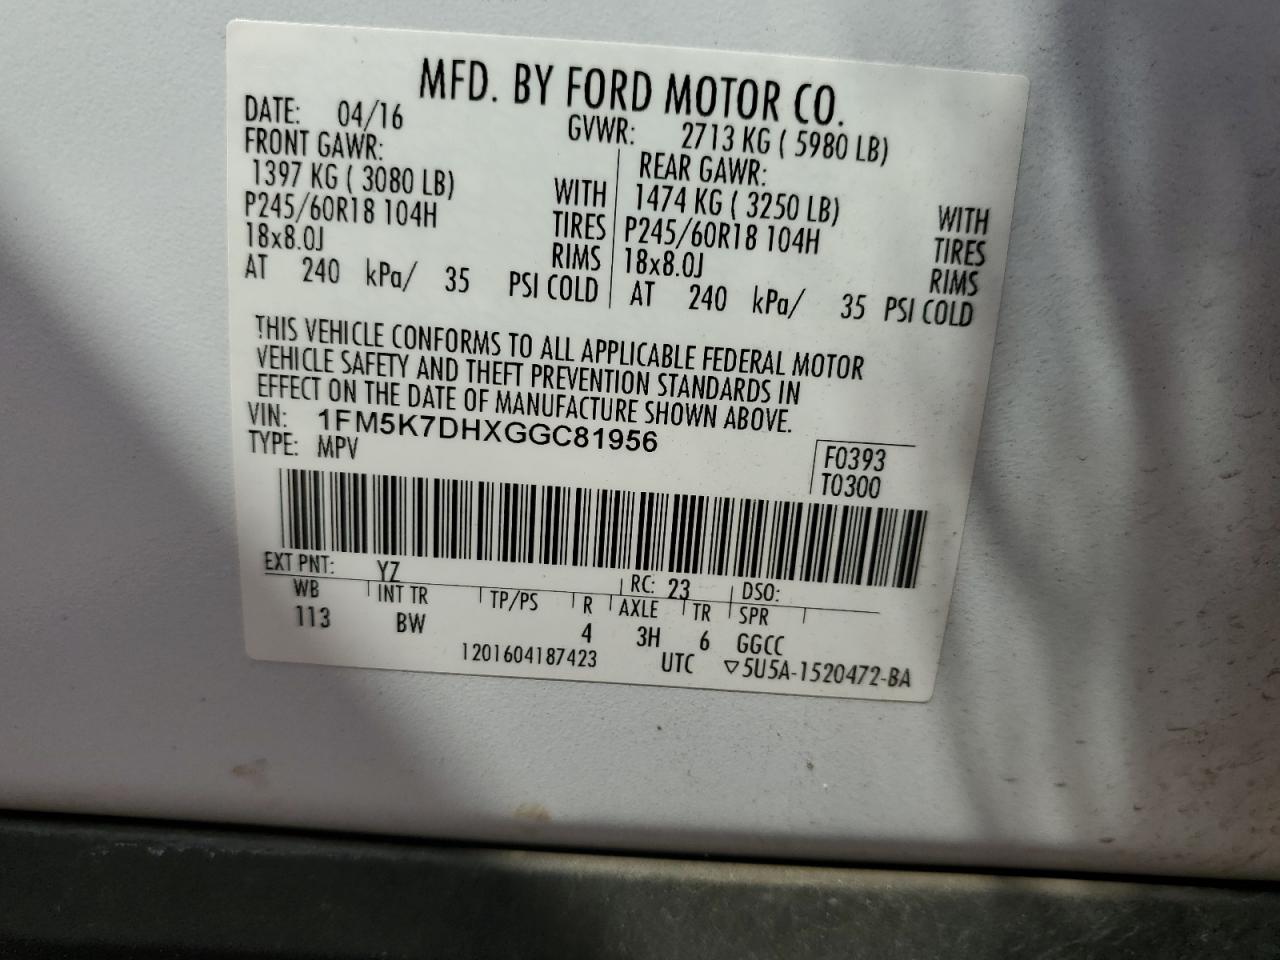 MFD. BY FORD MOTOR CO.
DATE: 04/16 GVWR: 2713 KG ( 5980 LB)
FRONT GAWR: REAR GAWR:
1397 KG ( 3080 LB) WITH 1474 KG ( 3250 LB) WITH
P245/60R18 104H TIRES P245/60R18 104H TIRES
18x8.0J RIMS 18x8.0J RIMS
AT 240 kPa/ 35 PSI COLD AT 240 kPa/ 35 PSI COLD
THIS VEHICLE CONFORMS TO ALL APPLICABLE FEDERAL MOTOR
VEHICLE SAFETY AND THEFT PREVENTION STANDARDS IN
EFFECT ON THE DATE OF MANUFACTURE SHOWN ABOVE.
VIN: 1FM5K7DHXGGC81956
TYPE: MPV F0393
T0300
EXT PNT: YZ RC: 23 DSO:
WB INT TR TP/PS R AXLE TR SPR
113 BW 4 3H 6 GGCC
1201604187423 UTC ▽5U5A-1520472-BA